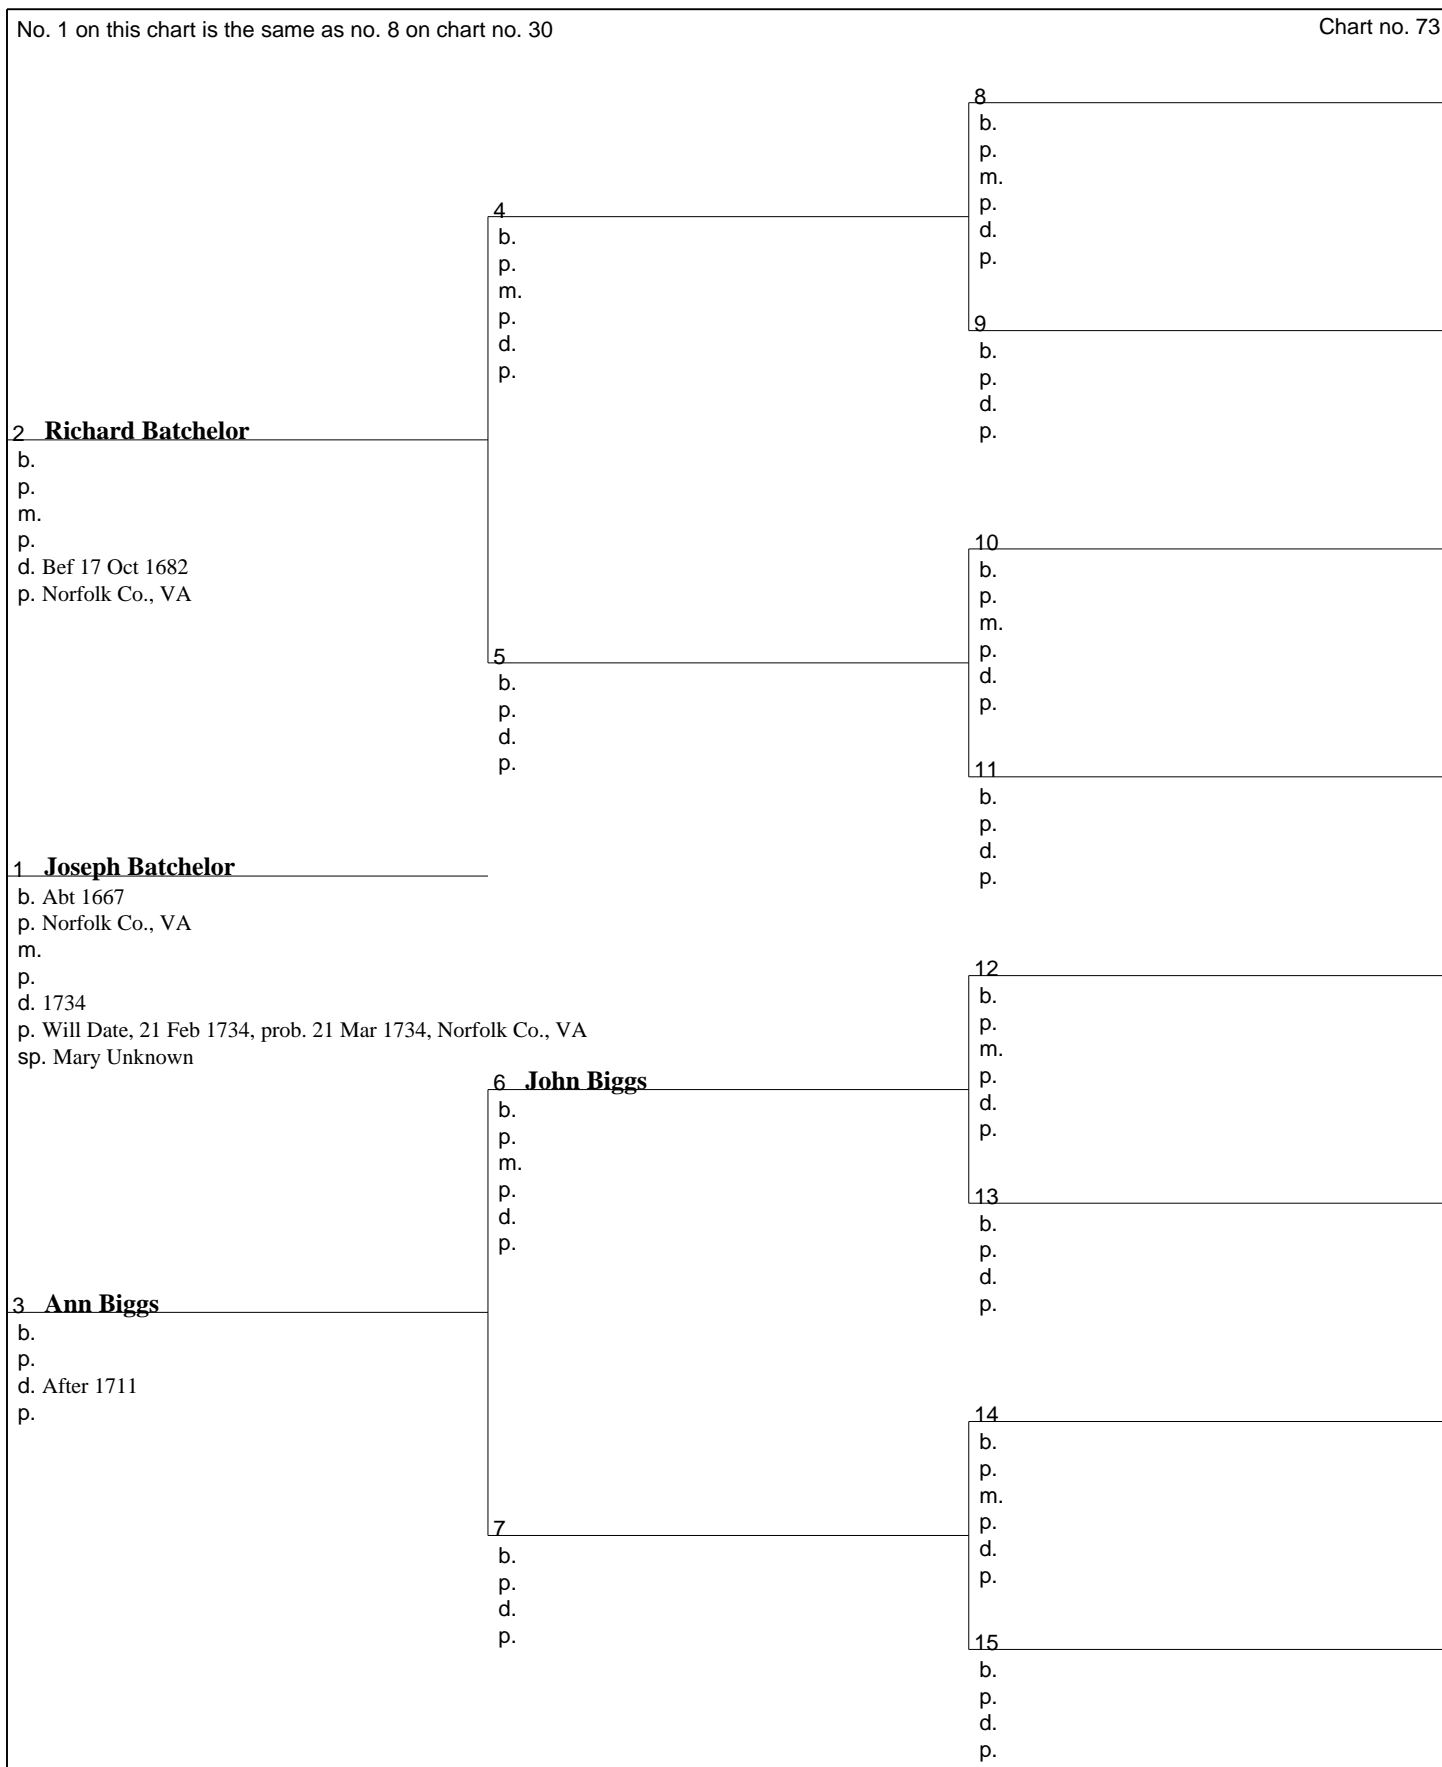 No. 1 on this chart is the same as no. 8 on chart no. 30
Chart no. 73
8
b.
p.
m.
p.
d.
p.
4
b.
p.
m.
p.
d.
p.
9
b.
p.
d.
p.
2 Richard Batchelor
b.
p.
m.
p.
d. Bef 17 Oct 1682
p. Norfolk Co., VA
10
b.
p.
m.
p.
d.
p.
5
b.
p.
d.
p.
11
b.
p.
d.
p.
1 Joseph Batchelor
b. Abt 1667
p. Norfolk Co., VA
m.
p.
d. 1734
p. Will Date, 21 Feb 1734, prob. 21 Mar 1734, Norfolk Co., VA
sp. Mary Unknown
12
b.
p.
m.
p.
d.
p.
6 John Biggs
b.
p.
m.
p.
d.
p.
13
b.
p.
d.
p.
3 Ann Biggs
b.
p.
d. After 1711
p.
14
b.
p.
m.
p.
d.
p.
7
b.
p.
d.
p.
15
b.
p.
d.
p.